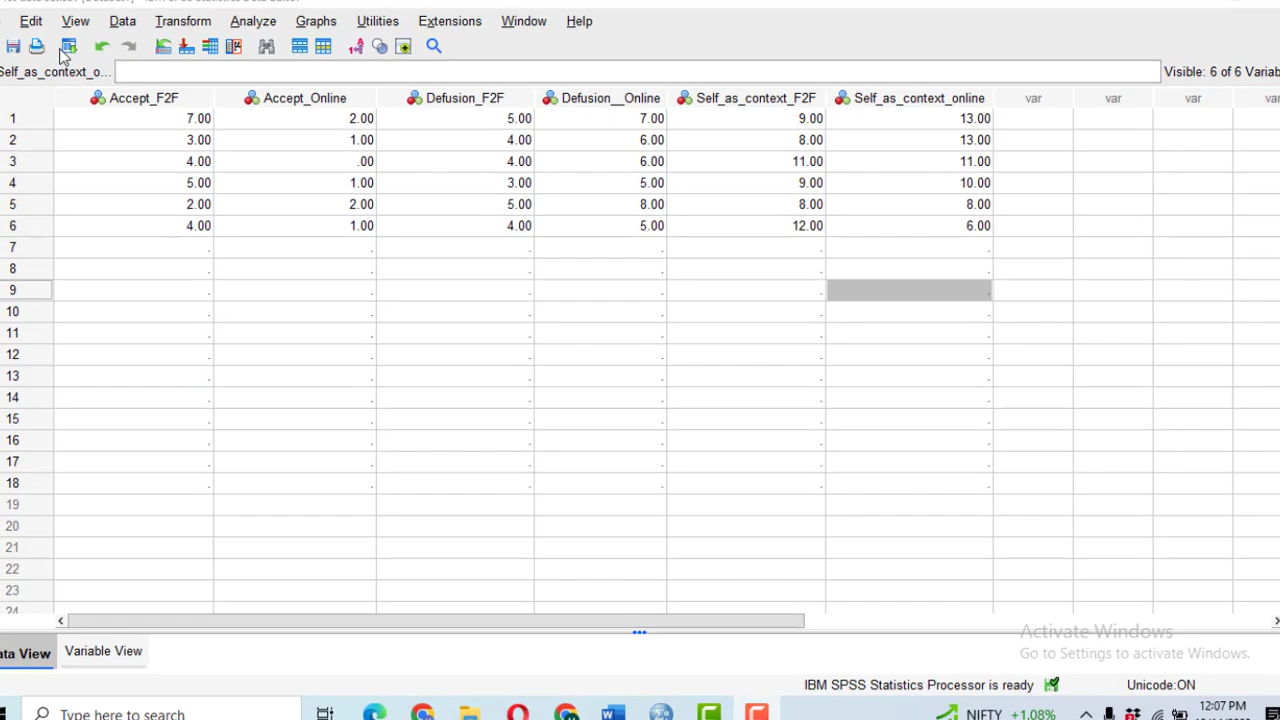 Edit View Data Transform Analyze Graphs Utilities Extensions Window Help
Self_as_context_o... Visible: 6 of 6 Variab
Accept_F2F Accept_Online Defusion_F2F Defusion__Online Self_as_context_F2F Self_as_context_online var var var var
1 7.00 2.00 5.00 7.00 9.00 13.00
2 3.00 1.00 4.00 6.00 8.00 13.00
3 4.00 .00 4.00 6.00 11.00 11.00
4 5.00 1.00 3.00 5.00 9.00 10.00
5 2.00 2.00 5.00 8.00 8.00 8.00
6 4.00 1.00 4.00 5.00 12.00 6.00
7 . . . . . .
8 . . . . . .
9 . . . . . .
10 . . . . . .
11 . . . . . .
12 . . . . . .
13 . . . . . .
14 . . . . . .
15 . . . . . .
16 . . . . . .
17 . . . . . .
18 . . . . . .
19
20
21
22
23
24
Activate Windows
ata View Variable View
Go to Settings to activate Windows.
IBM SPSS Statistics Processor is ready Unicode:ON
Type here to search NIFTY +1.08% 12:07 PM